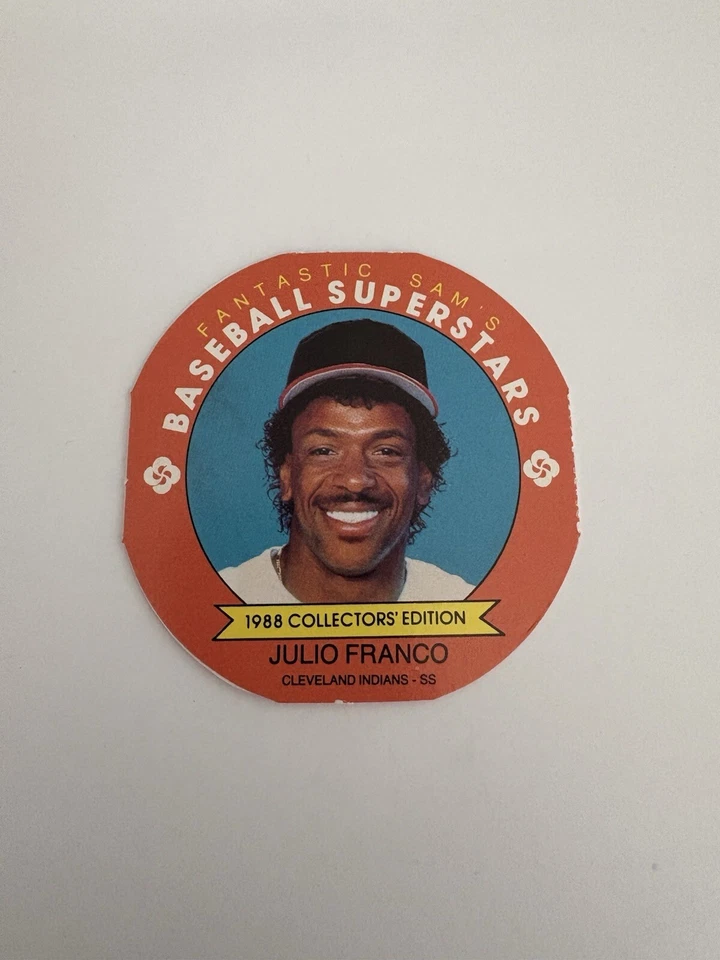 FANTASTIC SAM'S
BASEBALL SUPERSTARS
1988 COLLECTORS' EDITION
JULIO FRANCO
CLEVELAND INDIANS - SS